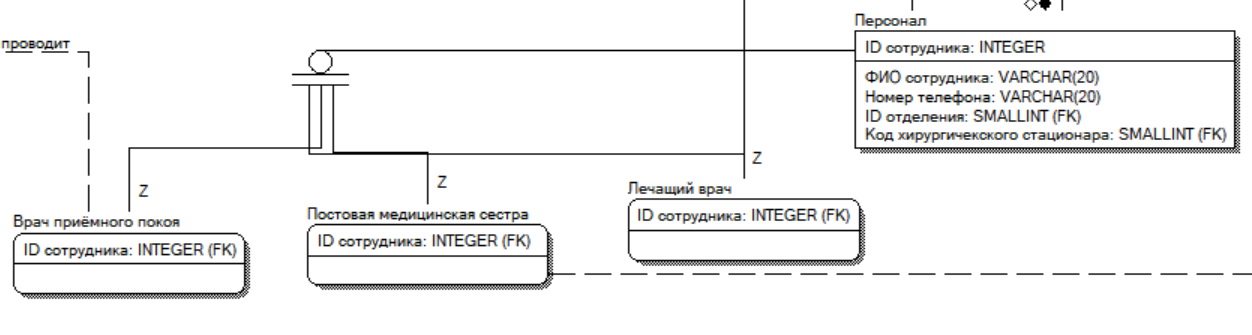 проводит
Персонал
ID сотрудника: INTEGER
ФИО сотрудника: VARCHAR(20)
Номер телефона: VARCHAR(20)
ID отделения: SMALLINT (FK)
Код хирургичекского стационара: SMALLINT (FK)
Z
Z
Z
Лечащий врач
ID сотрудника: INTEGER (FK)
Постовая медицинская сестра
ID сотрудника: INTEGER (FK)
Врач приёмного покоя
ID сотрудника: INTEGER (FK)